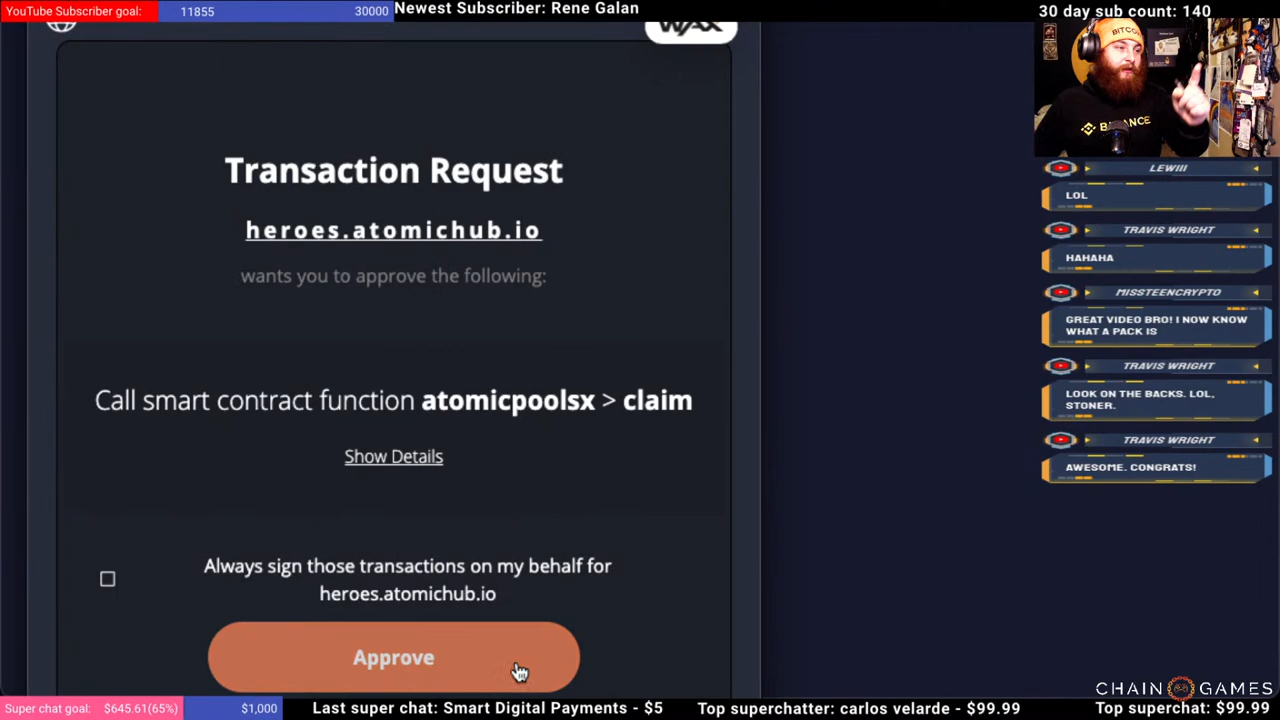 YouTube Subscriber goal:
11855
30000
Newest Subscriber: Rene Galan
30 day sub count: 140
WAX
Transaction Request
heroes.atomichub.io
wants you to approve the following:
Call smart contract function atomicpoolsx > claim
Show Details
Always sign those transactions on my behalf for
heroes.atomichub.io
Approve
LEWIII
LOL
TRAVIS WRIGHT
HAHAHA
MISSTEENCRYPTO
GREAT VIDEO BRO! I NOW KNOW
WHAT A PACK IS
TRAVIS WRIGHT
LOOK ON THE BACKS. LOL,
STONER.
TRAVIS WRIGHT
AWESOME. CONGRATS!
CHAIN GAMES
Super chat goal:
$645.61(65%)
$1,000
Last super chat: Smart Digital Payments - $5
Top superchatter: carlos velarde - $99.99
Top superchat: $99.99